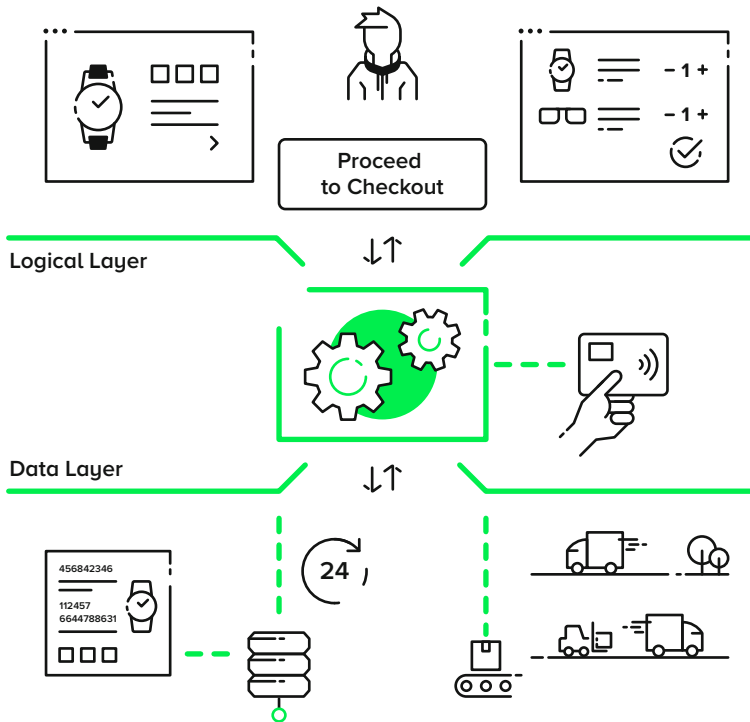 - 1 +
- 1 +
Proceed
to Checkout
Logical Layer
Data Layer
456842346
112457
6644788631
24